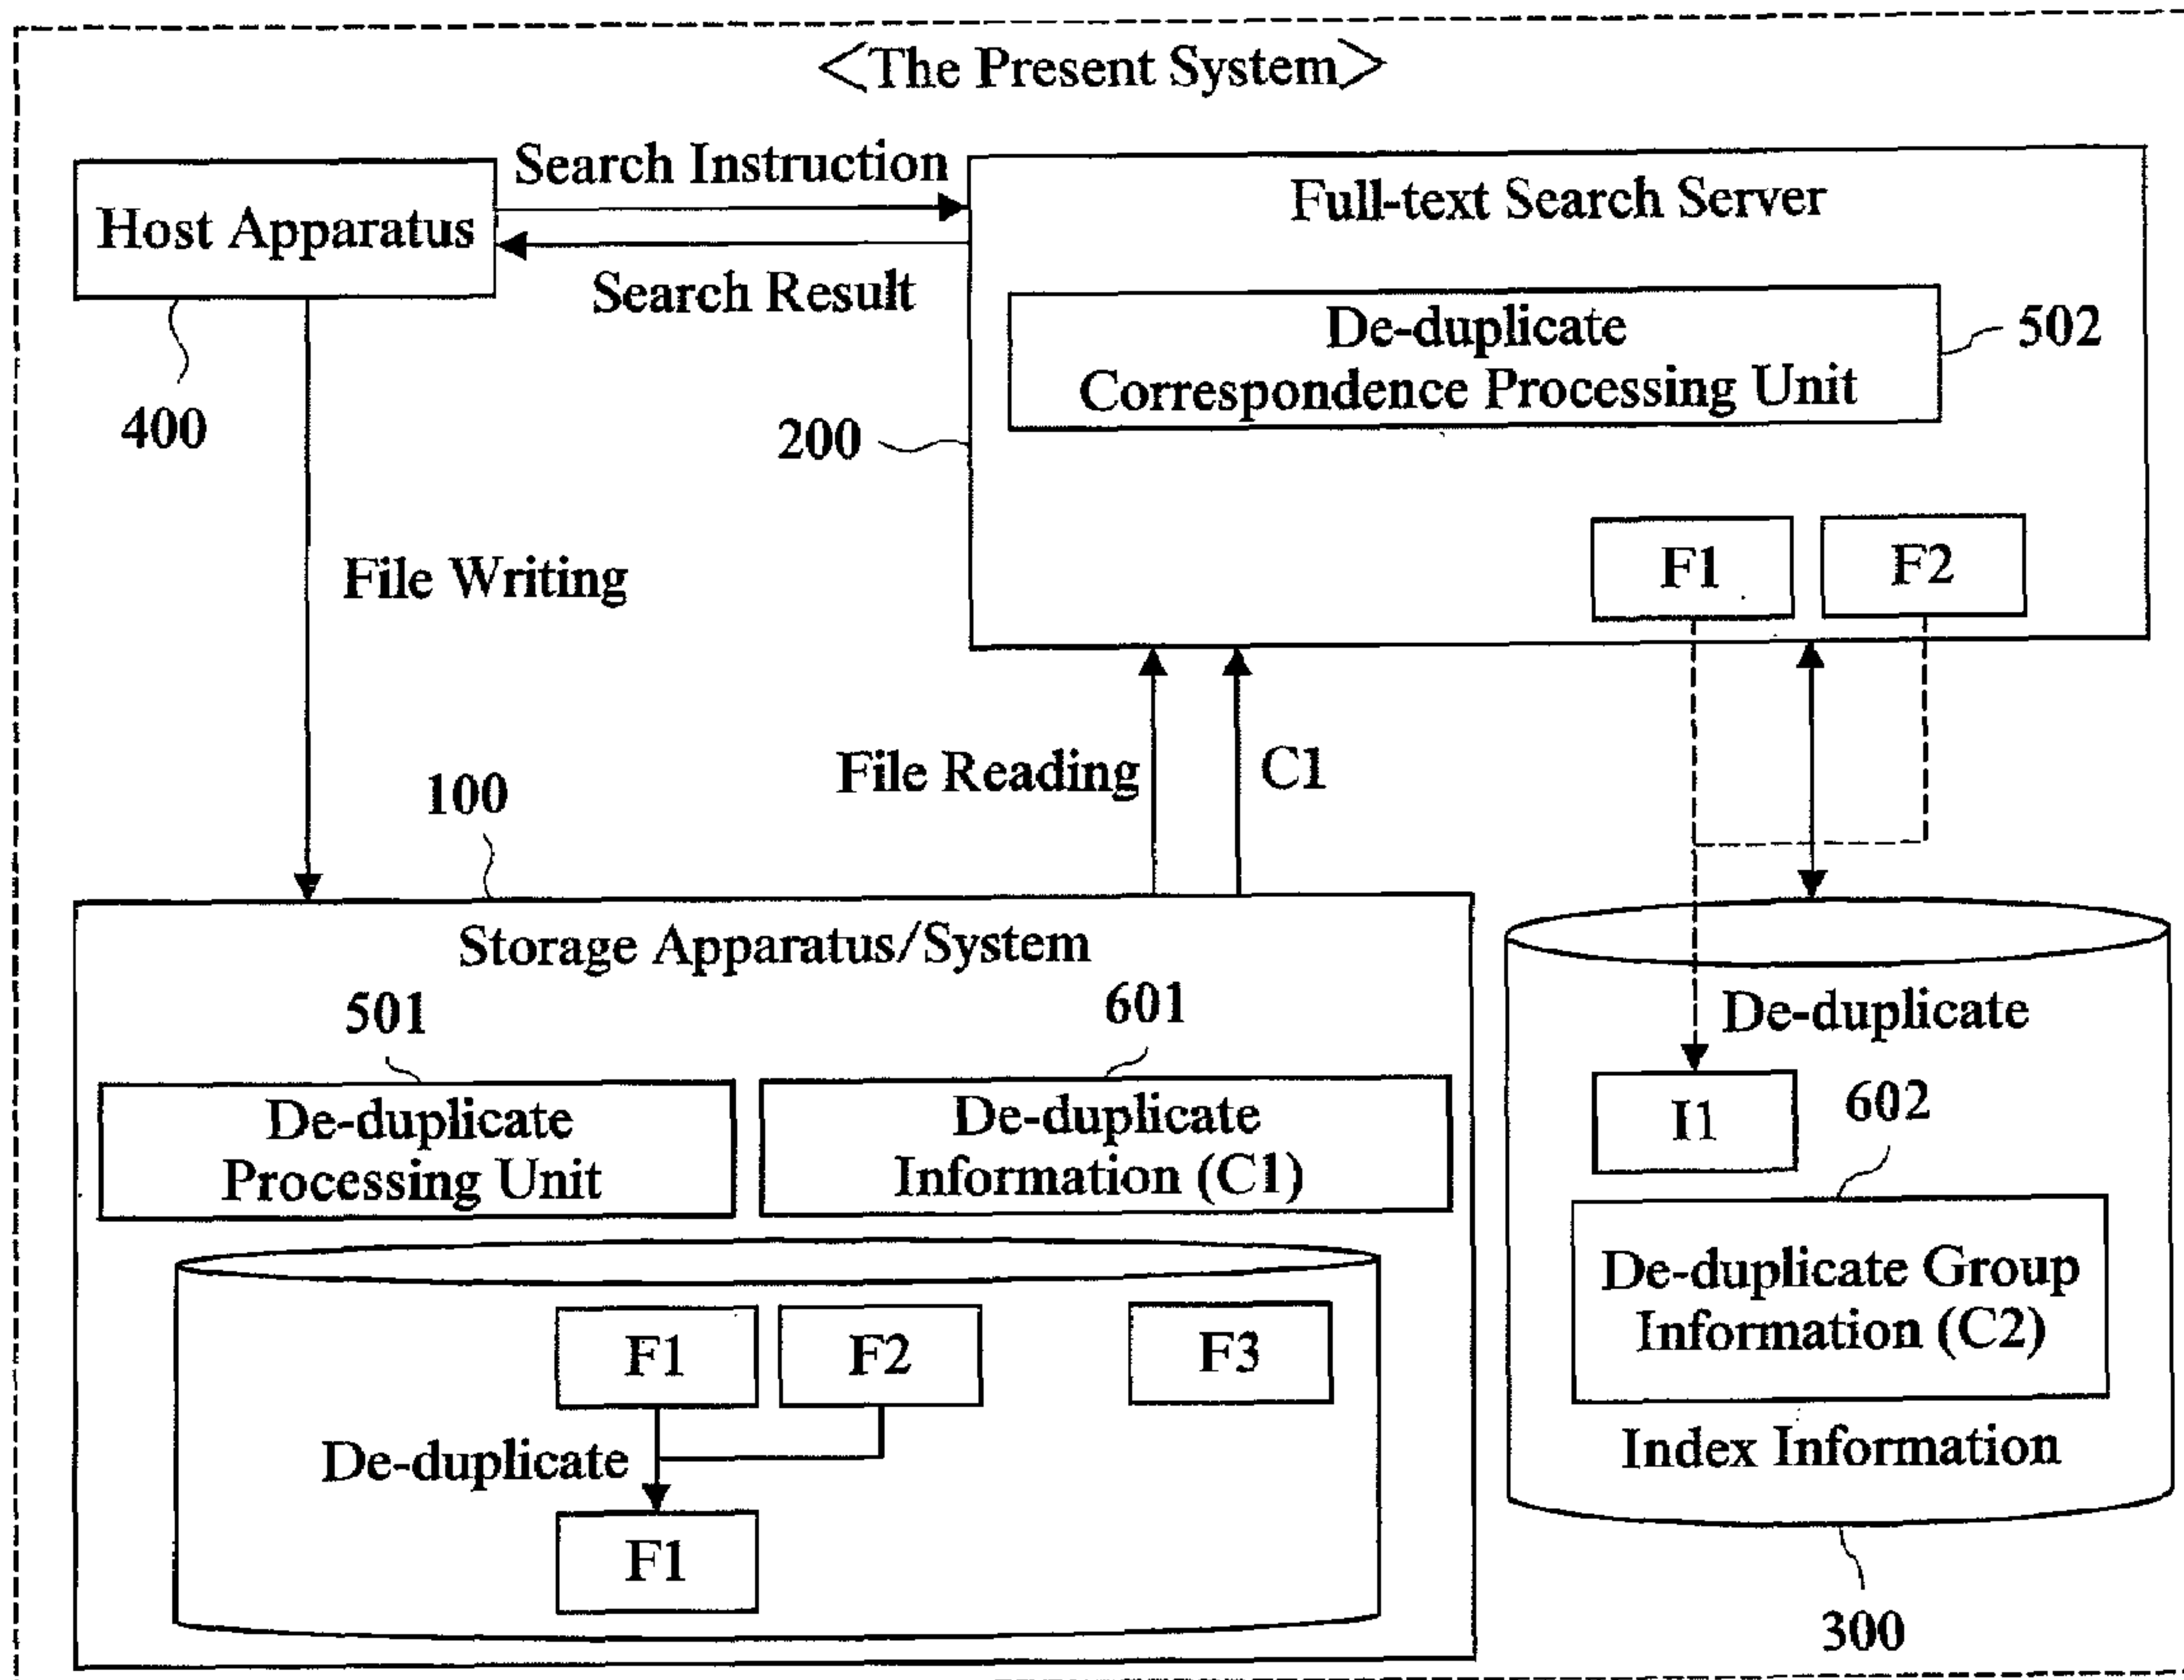 <The Present System>
Search Instruction
Host Apparatus
Search Result
400
Full-text Search Server
De-duplicate
Correspondence Processing Unit
502
200
F1
F2
File Writing
File Reading
C1
100
Storage Apparatus/System
501
601
De-duplicate
Processing Unit
De-duplicate
Information (C1)
F1
F2
F3
De-duplicate
F1
De-duplicate
I1
602
De-duplicate Group
Information (C2)
Index Information
300